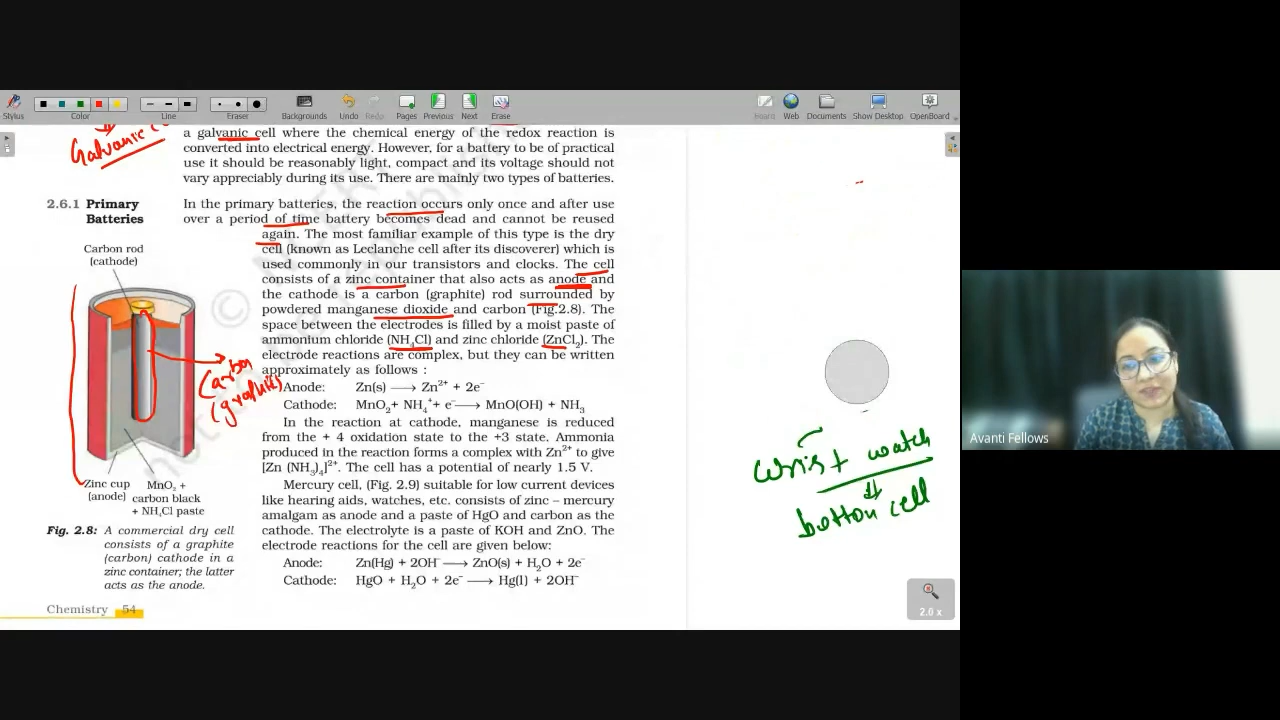 Stylus
Color
Line
Eraser
Backgrounds
Undo
Redo
Pages
Previous
Next
Erase
Board
Web
Documents
Show Desktop
OpenBoard
Galvanic
a galvanic cell where the chemical energy of the redox reaction is
converted into electrical energy. However, for a battery to be of practical
use it should be reasonably light, compact and its voltage should not
vary appreciably during its use. There are mainly two types of batteries.
2.6.1 Primary
Batteries
In the primary batteries, the reaction occurs only once and after use
over a period of time battery becomes dead and cannot be reused
again. The most familiar example of this type is the dry
cell (known as Leclanche cell after its discoverer) which is
used commonly in our transistors and clocks. The cell
consists of a zinc container that also acts as anode and
the cathode is a carbon (graphite) rod surrounded by
powdered manganese dioxide and carbon (Fig.2.8). The
space between the electrodes is filled by a moist paste of
ammonium chloride (NH₄Cl) and zinc chloride (ZnCl₂). The
electrode reactions are complex, but they can be written
approximately as follows :
Anode: Zn(s) ⟶ Zn²⁺ + 2e⁻
Cathode: MnO₂+ NH₄⁺+ e⁻⟶ MnO(OH) + NH₃
In the reaction at cathode, manganese is reduced
from the + 4 oxidation state to the +3 state. Ammonia
produced in the reaction forms a complex with Zn²⁺ to give
[Zn (NH₃)₄]²⁺. The cell has a potential of nearly 1.5 V.
Mercury cell, (Fig. 2.9) suitable for low current devices
like hearing aids, watches, etc. consists of zinc – mercury
amalgam as anode and a paste of HgO and carbon as the
cathode. The electrolyte is a paste of KOH and ZnO. The
electrode reactions for the cell are given below:
Anode: Zn(Hg) + 2OH⁻ ⟶ ZnO(s) + H₂O + 2e⁻
Cathode: HgO + H₂O + 2e⁻ ⟶ Hg(l) + 2OH⁻
Carbon rod
(cathode)
Carbon
(graphite)
Zinc cup
(anode)
MnO₂ +
carbon black
+ NH₄Cl paste
Fig. 2.8: A commercial dry cell
consists of a graphite
(carbon) cathode in a
zinc container; the latter
acts as the anode.
Chemistry 54
wrist watch
botton cell
2.0 x
Avanti Fellows